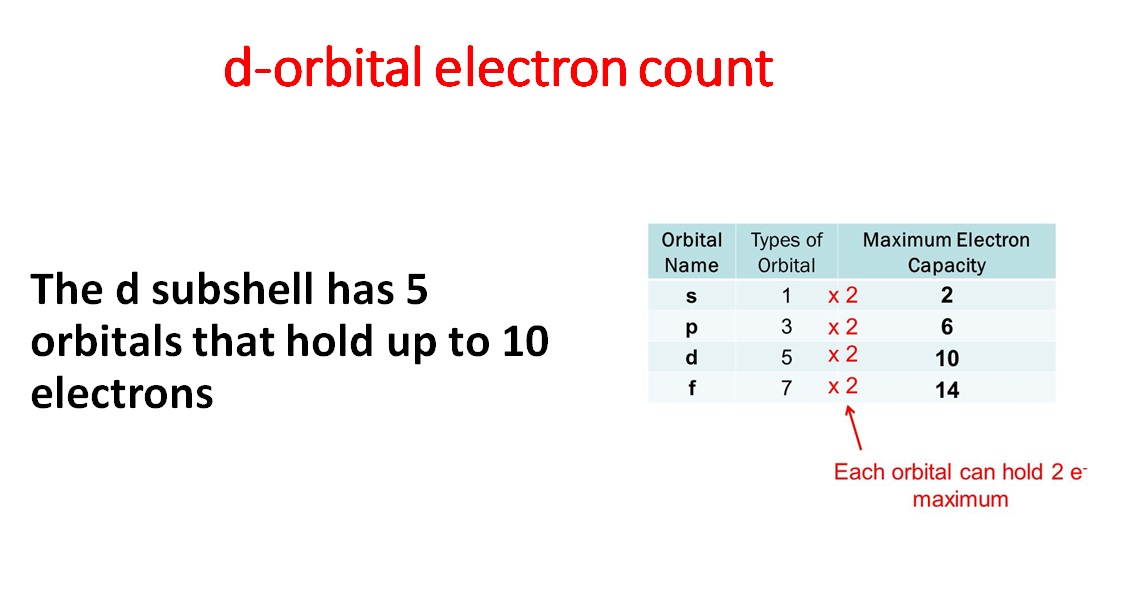 d-orbital electron count
The d subshell has 5
orbitals that hold up to 10
electrons
Orbital Name Types of Orbital Maximum Electron Capacity
s 1 x 2 2
p 3 x 2 6
d 5 x 2 10
f 7 x 2 14
Each orbital can hold 2 e-
maximum